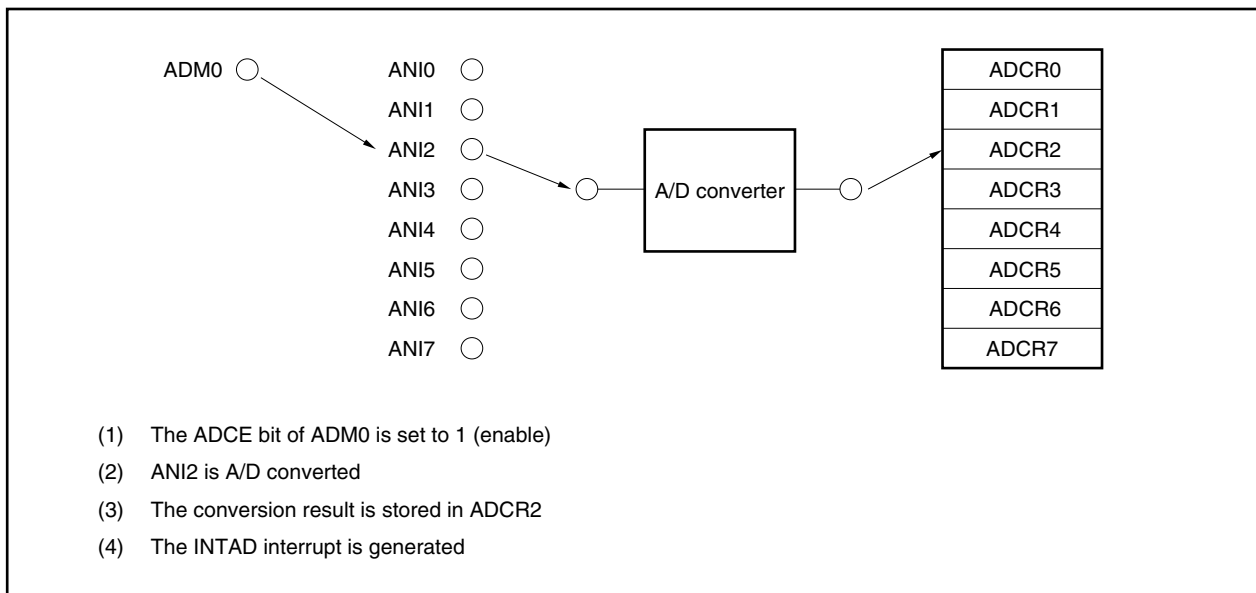 ADM0
ANI0
ANI1
ANI2
ANI3
ANI4
ANI5
ANI6
ANI7
A/D converter
ADCR0
ADCR1
ADCR2
ADCR3
ADCR4
ADCR5
ADCR6
ADCR7
(1) The ADCE bit of ADM0 is set to 1 (enable)
(2) ANI2 is A/D converted
(3) The conversion result is stored in ADCR2
(4) The INTAD interrupt is generated